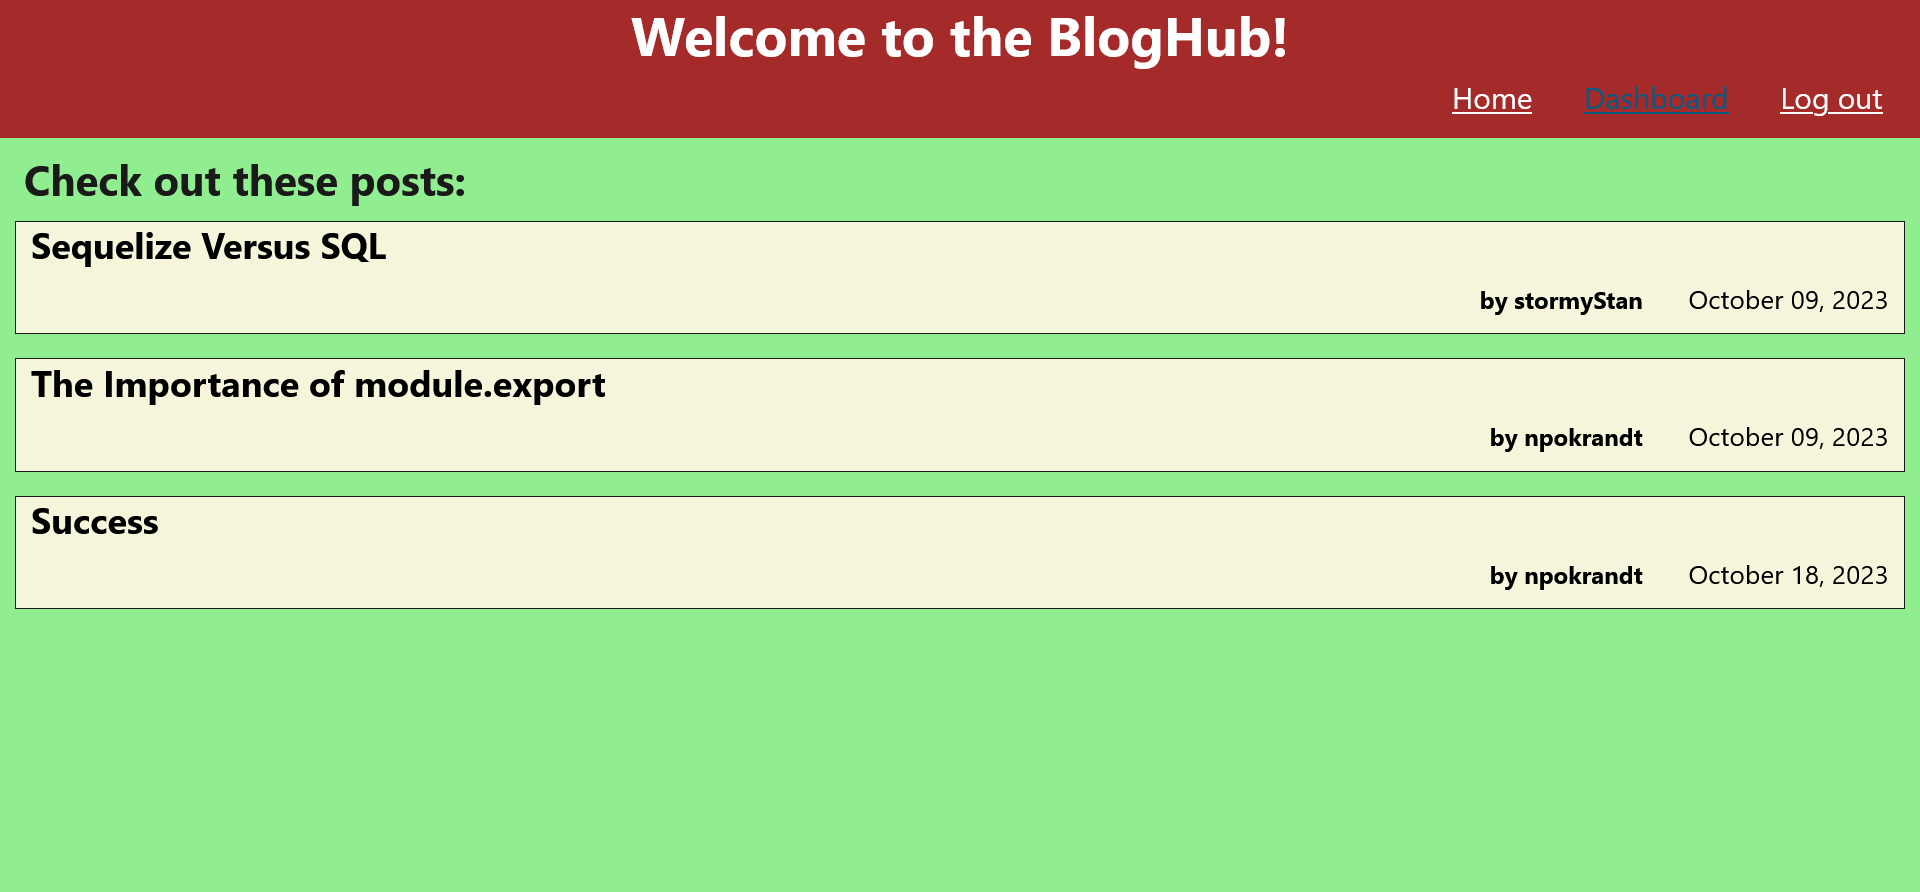 Welcome to the BlogHub!
Home Dashboard Log out
Check out these posts:
Sequelize Versus SQL
by stormyStan October 09, 2023
The Importance of module.export
by npokrandt October 09, 2023
Success
by npokrandt October 18, 2023